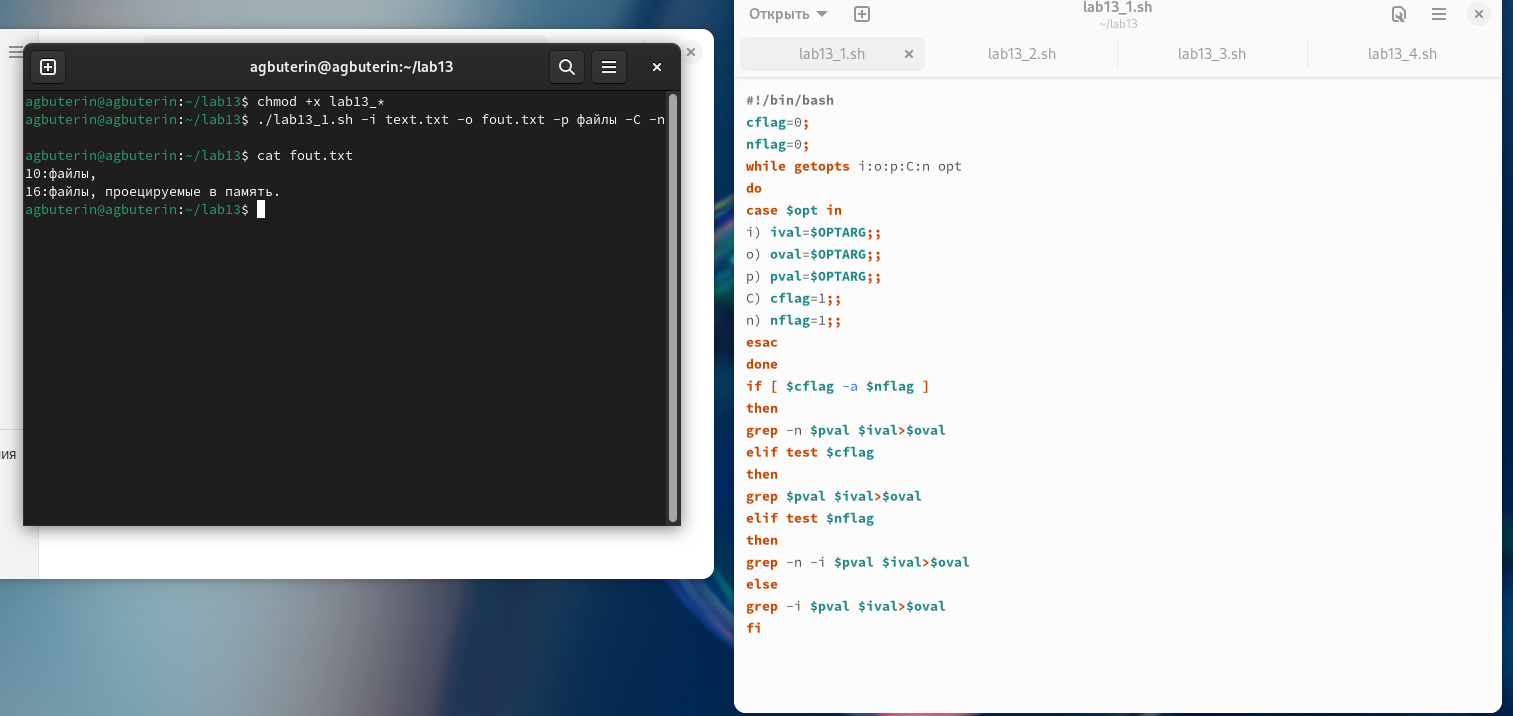 agbuterin@agbuterin:~/lab13
agbuterin@agbuterin:~/lab13$ chmod +x lab13_*
agbuterin@agbuterin:~/lab13$ ./lab13_1.sh -i text.txt -o fout.txt -p файлы -C -n
agbuterin@agbuterin:~/lab13$ cat fout.txt
10:файлы,
16:файлы, проецируемые в память.
agbuterin@agbuterin:~/lab13$
Открыть
lab13_1.sh
~/lab13
lab13_1.sh
lab13_2.sh
lab13_3.sh
lab13_4.sh
#!/bin/bash
cflag=0;
nflag=0;
while getopts i:o:p:C:n opt
do
case $opt in
i) ival=$OPTARG;;
o) oval=$OPTARG;;
p) pval=$OPTARG;;
C) cflag=1;;
n) nflag=1;;
esac
done
if [ $cflag -a $nflag ]
then
grep -n $pval $ival>$oval
elif test $cflag
then
grep $pval $ival>$oval
elif test $nflag
then
grep -n -i $pval $ival>$oval
else
grep -i $pval $ival>$oval
fi